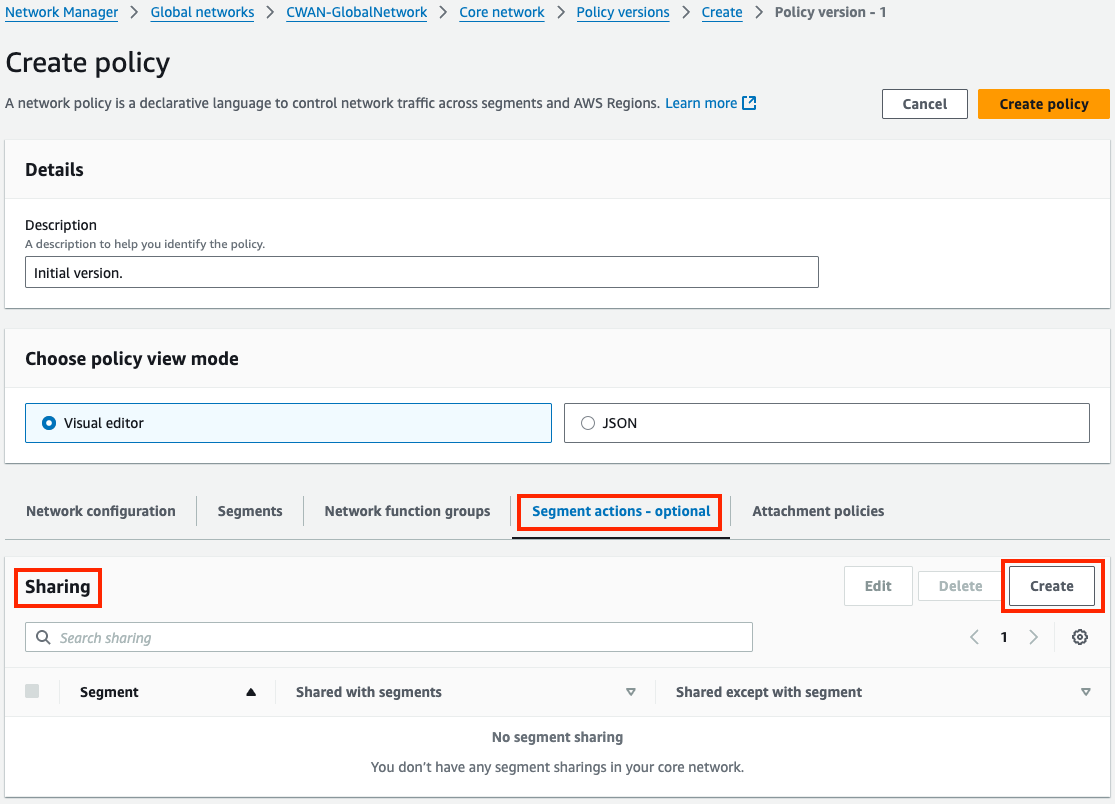 Network Manager > Global networks > CWAN-GlobalNetwork > Core network > Policy versions > Create > Policy version - 1
Create policy
A network policy is a declarative language to control network traffic across segments and AWS Regions. Learn more
Cancel
Create policy
Details
Description
A description to help you identify the policy.
Initial version.
Choose policy view mode
Visual editor
JSON
Network configuration
Segments
Network function groups
Segment actions - optional
Attachment policies
Sharing
Edit
Delete
Create
Search sharing
1
Segment
Shared with segments
Shared except with segment
No segment sharing
You don’t have any segment sharings in your core network.